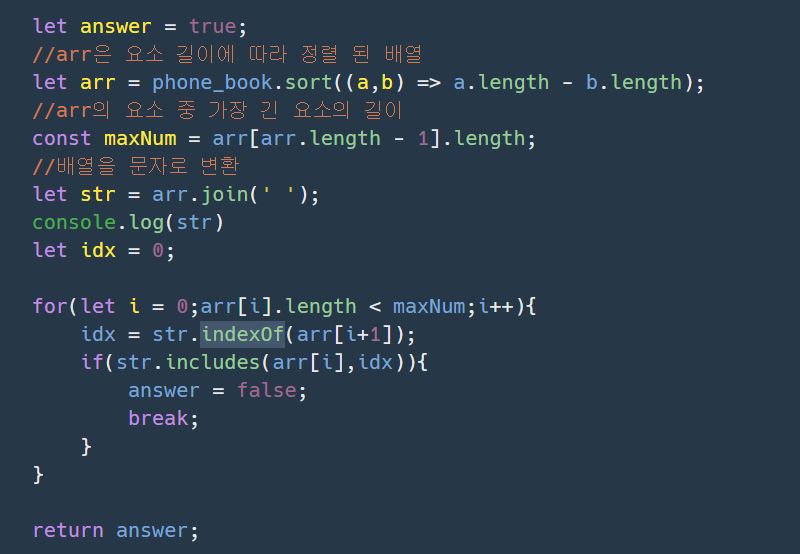 let answer = true;
//arr은 요소 길이에 따라 정렬 된 배열
let arr = phone_book.sort((a,b) => a.length - b.length);
//arr의 요소 중 가장 긴 요소의 길이
const maxNum = arr[arr.length - 1].length;
//배열을 문자로 변환
let str = arr.join(' ');
console.log(str)
let idx = 0;
for(let i = 0;arr[i].length < maxNum;i++){
idx = str.indexOf(arr[i+1]);
if(str.includes(arr[i],idx)){
answer = false;
break;
}
}
return answer;